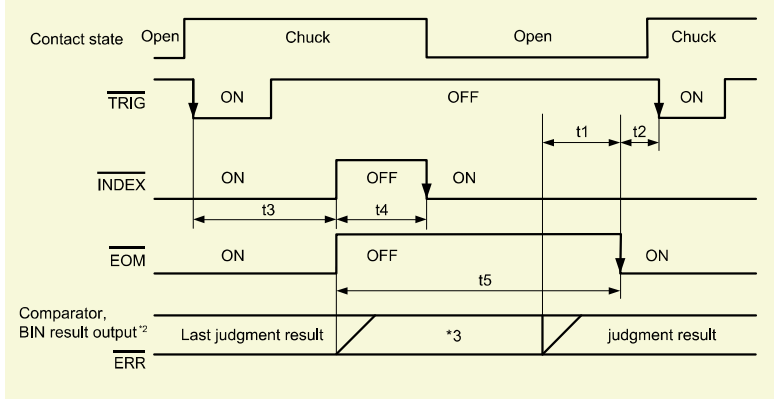 Contact state Open Chuck Open Chuck
TRIG ON OFF ON
t1 t2
INDEX ON OFF ON
t3 t4
EOM ON OFF ON
t5
Comparator,
BIN result output*2 Last judgment result *3 judgment result
ERR